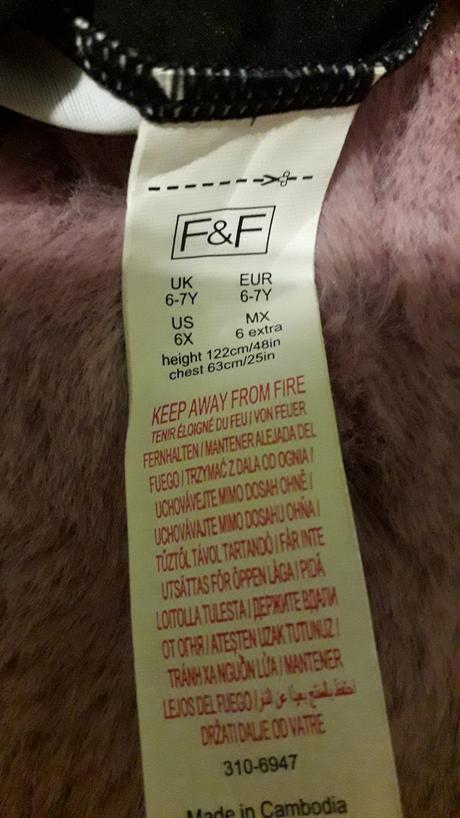 F&F
UK EUR
6-7Y 6-7Y
US MX
6X 6 extra
height 122cm/48in
chest 63cm/25in
KEEP AWAY FROM FIRE
TENIR ÉLOIGNÉ DU FEU / VON FEUER
FERNHALTEN / MANTENER ALEJADA DEL
FUEGO / TRZYMAĆ Z DALA OD OGNIA /
UCHOVÁVEJTE MIMO DOSAH OHNĚ /
UCHOVÁVAJTE MIMO DOSAHU OHŇA /
TŰZTŐL TÁVOL TARTANDÓ / FÅR INTE
UTSÄTTAS FÖR ÖPPEN LÅGA / PIDÄ
LOITOLLA TULESTA / ДЕРЖИТЕ ВДАЛИ
ОТ ОГНЯ / ATEŞTEN UZAK TUTUNUZ /
TRÁNH XA NGUỒN LỬA / MANTENER
LEJOS DEL FUEGO / عن النار
DRŽATI DALJE OD VATRE
310-6947
Made in Cambodia